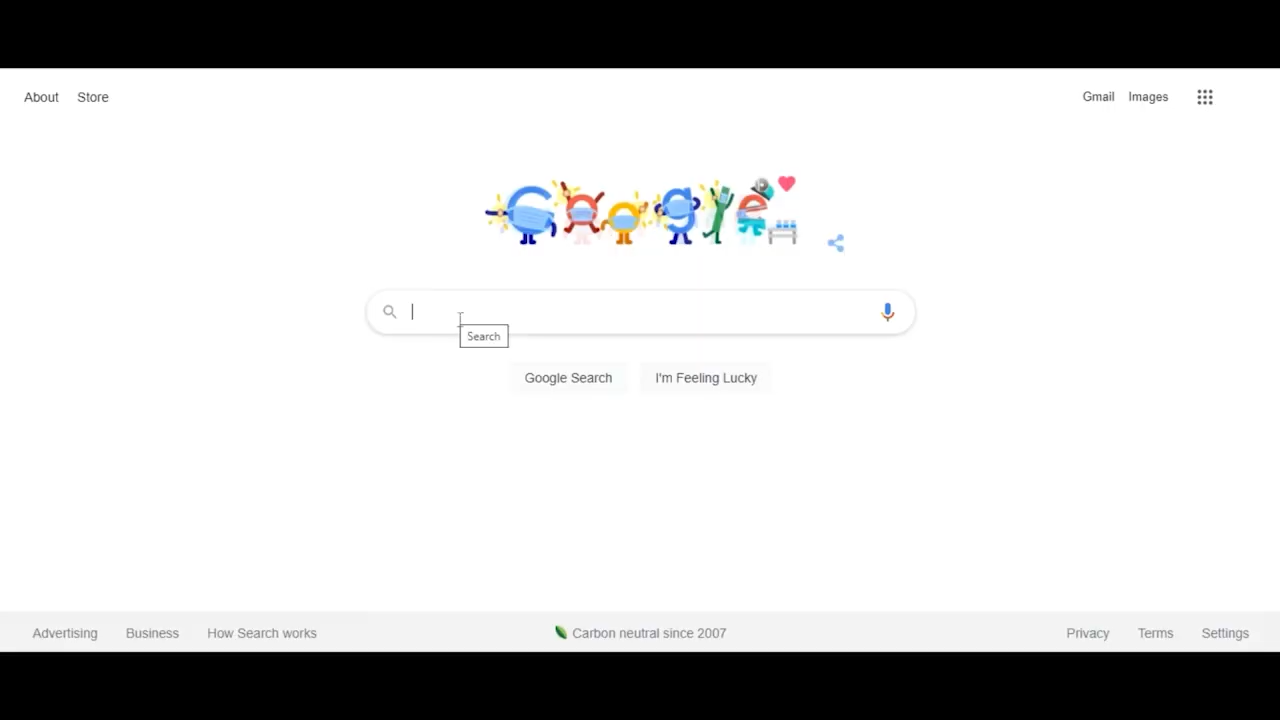 About Store
Gmail Images
Google
Search
Google Search I'm Feeling Lucky
Advertising Business How Search works
Carbon neutral since 2007
Privacy Terms Settings